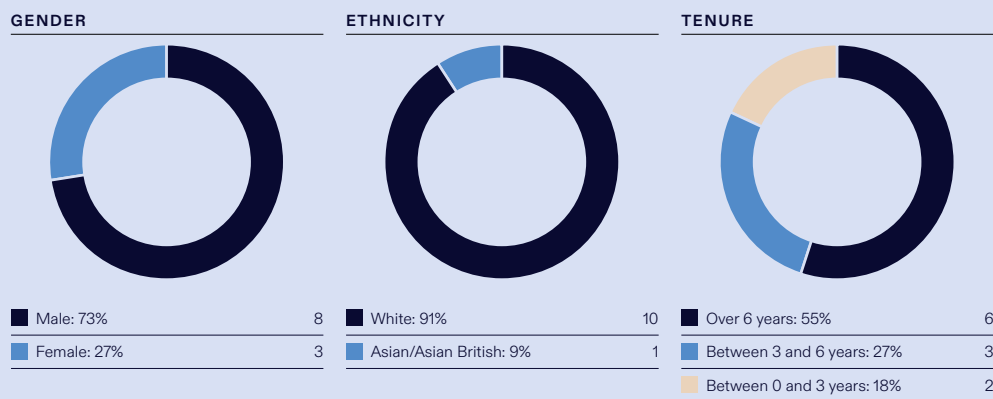 GENDER
Male: 73% 8
Female: 27% 3
ETHNICITY
White: 91% 10
Asian/Asian British: 9% 1
TENURE
Over 6 years: 55% 6
Between 3 and 6 years: 27% 3
Between 0 and 3 years: 18% 2